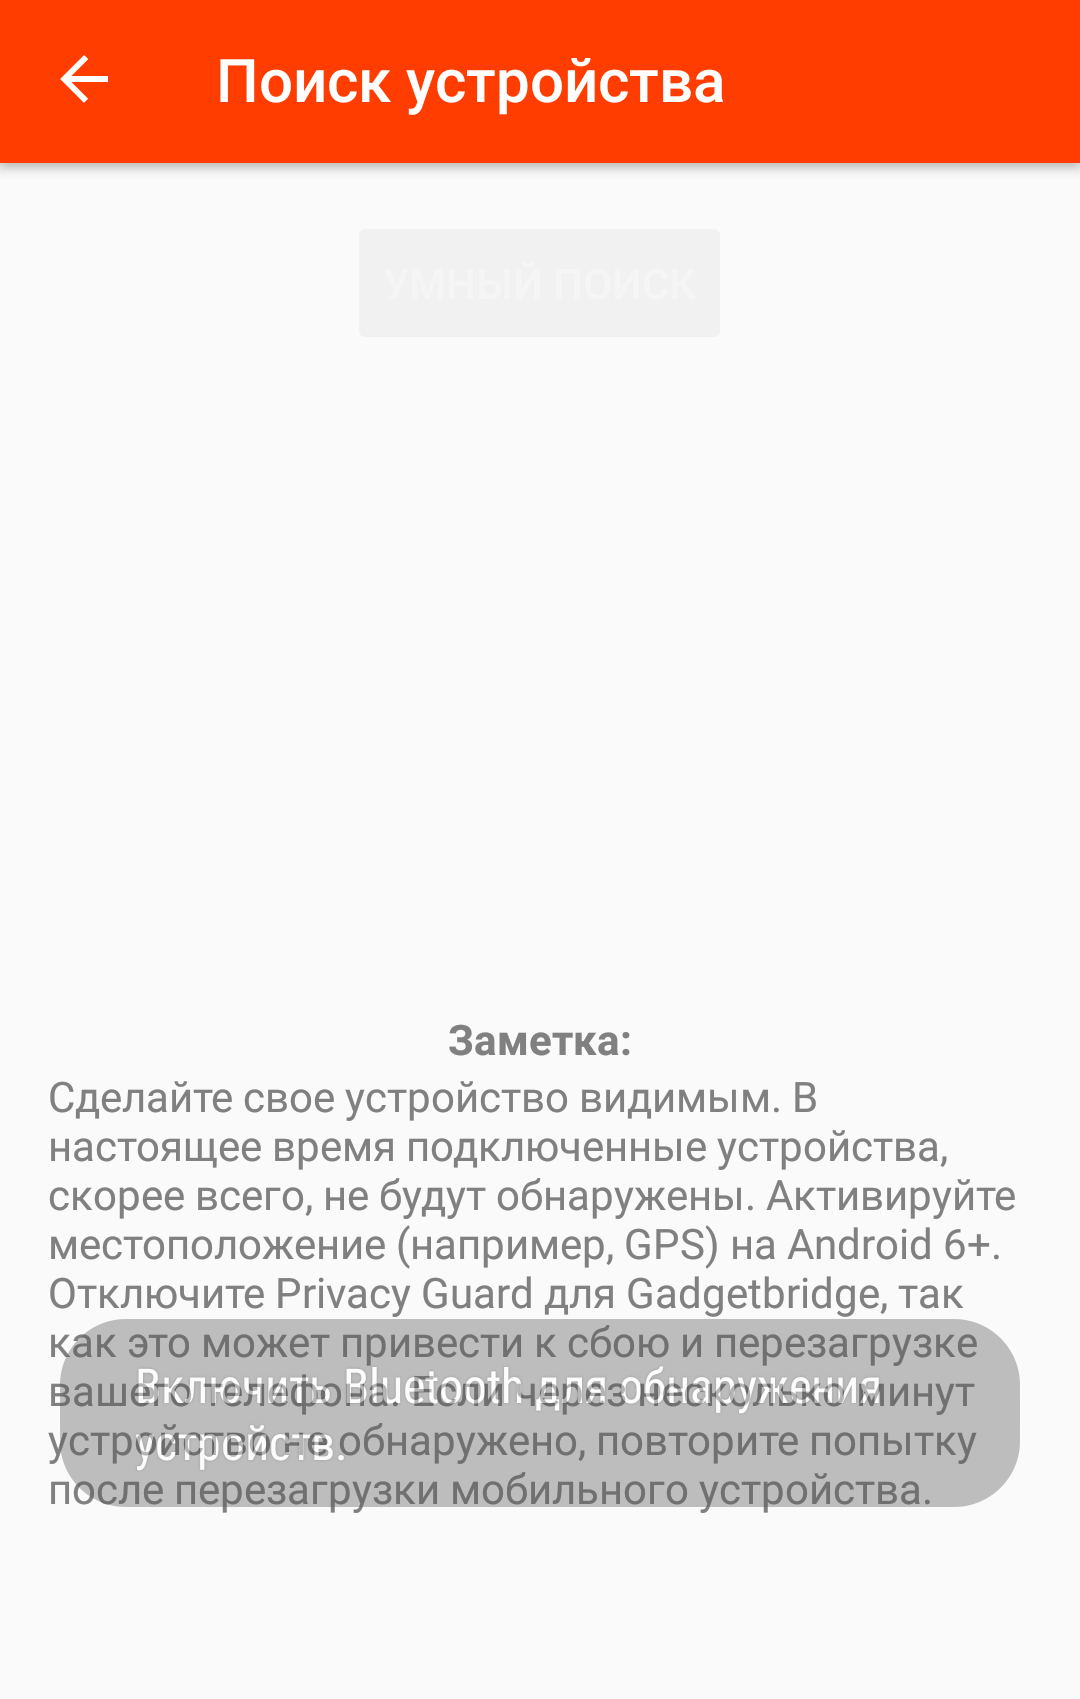 Поиск устройства
УМНЫЙ ПОИСК
Заметка:
Сделайте свое устройство видимым. В
настоящее время подключенные устройства,
скорее всего, не будут обнаружены. Активируйте
местоположение (например, GPS) на Android 6+.
Отключите Privacy Guard для Gadgetbridge, так
как это может привести к сбою и перезагрузке
вашего телефона. Если через несколько минут
устройство не обнаружено, повторите попытку
после перезагрузки мобильного устройства.
Включить Bluetooth для обнаружения
устройств.